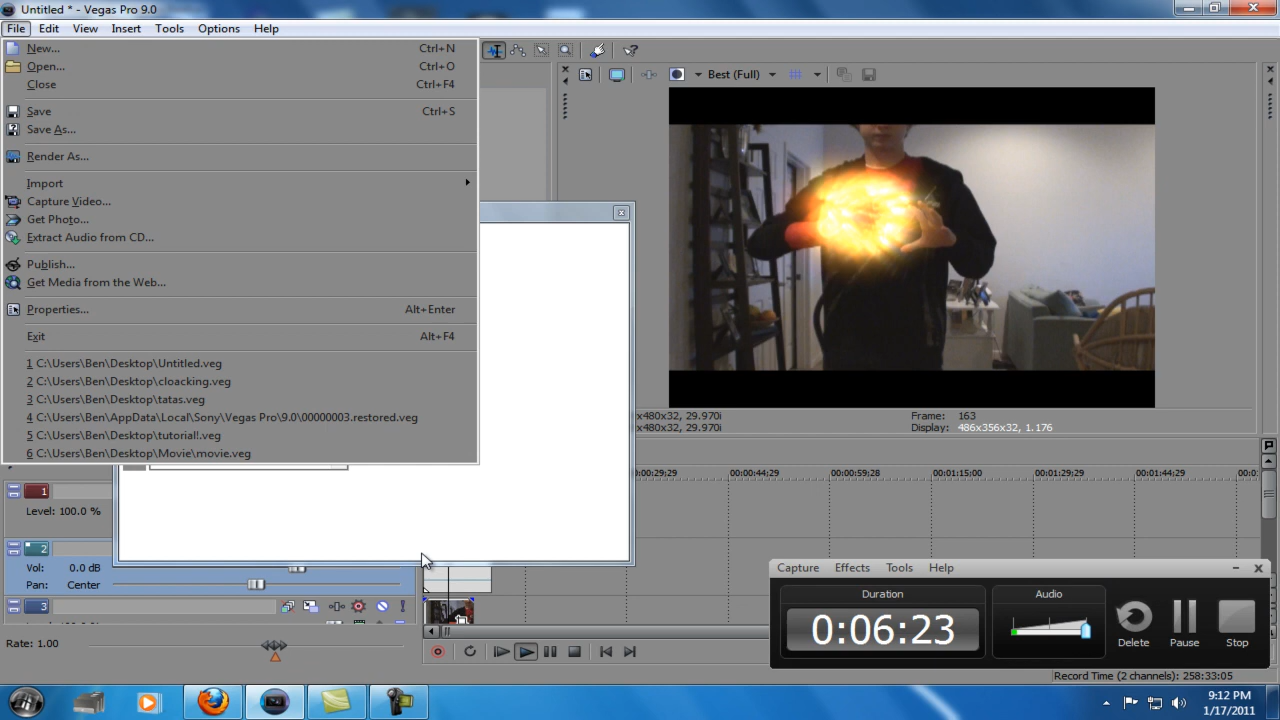 Untitled * - Vegas Pro 9.0
File Edit View Insert Tools Options Help
New... Ctrl+N
Open... Ctrl+O
Close Ctrl+F4
Save Ctrl+S
Save As...
Render As...
Import
Capture Video...
Get Photo...
Extract Audio from CD...
Publish...
Get Media from the Web...
Properties... Alt+Enter
Exit Alt+F4
1 C:\Users\Ben\Desktop\Untitled.veg
2 C:\Users\Ben\Desktop\cloacking.veg
3 C:\Users\Ben\Desktop\tatas.veg
4 C:\Users\Ben\AppData\Local\Sony\Vegas Pro\9.0\00000003.restored.veg
5 C:\Users\Ben\Desktop\tutorial!.veg
6 C:\Users\Ben\Desktop\Movie\movie.veg
Best (Full)
x480x32, 29.970i Frame: 163
x480x32, 29.970i Display: 486x356x32, 1.176
:00:29;29 00:00:44;29 00:00:59;28 00:01:15:00 00:01:29;29 00:01:44;29 00:0
1
Level: 100.0 %
2
Vol: 0.0 dB
Pan: Center
3
Rate: 1.00
Capture Effects Tools Help
Duration
0:06:23
Audio
Delete Pause Stop
Record Time (2 channels): 258:33:05
9:12 PM
1/17/2011